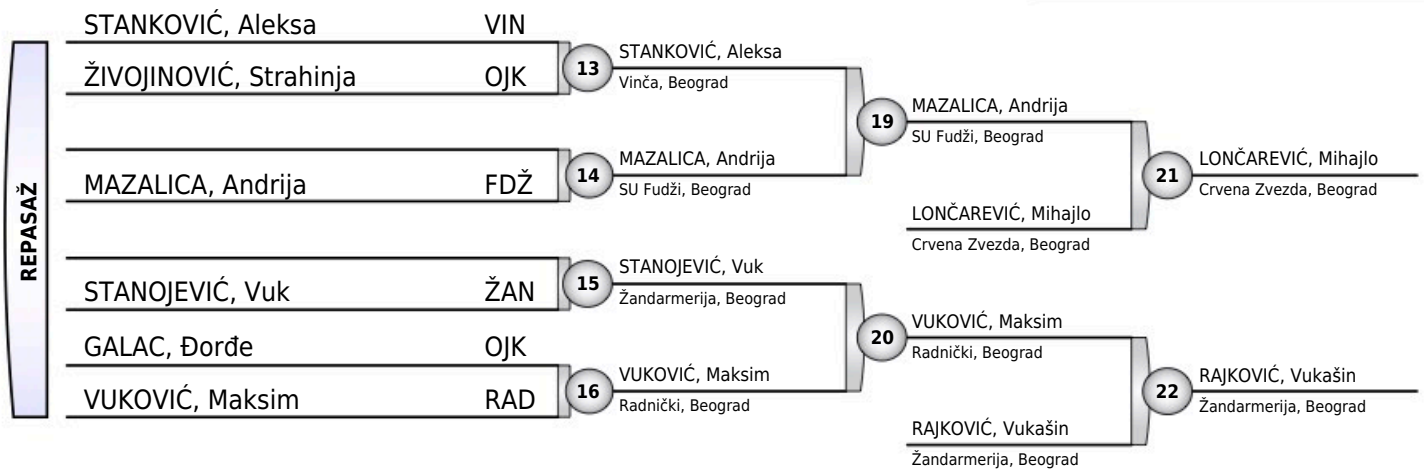 STANKOVIĆ, Aleksa VIN
ŽIVOJINOVIĆ, Strahinja OJK
MAZALICA, Andrija FDŽ
STANOJEVIĆ, Vuk ŽAN
GALAC, Đorđe OJK
VUKOVIĆ, Maksim RAD
REPASAŽ
13
STANKOVIĆ, Aleksa
Vinča, Beograd
14
MAZALICA, Andrija
SU Fudži, Beograd
15
STANOJEVIĆ, Vuk
Žandarmerija, Beograd
16
VUKOVIĆ, Maksim
Radnički, Beograd
19
MAZALICA, Andrija
SU Fudži, Beograd
LONČAREVIĆ, Mihajlo
Crvena Zvezda, Beograd
20
VUKOVIĆ, Maksim
Radnički, Beograd
RAJKOVIĆ, Vukašin
Žandarmerija, Beograd
21
LONČAREVIĆ, Mihajlo
Crvena Zvezda, Beograd
22
RAJKOVIĆ, Vukašin
Žandarmerija, Beograd